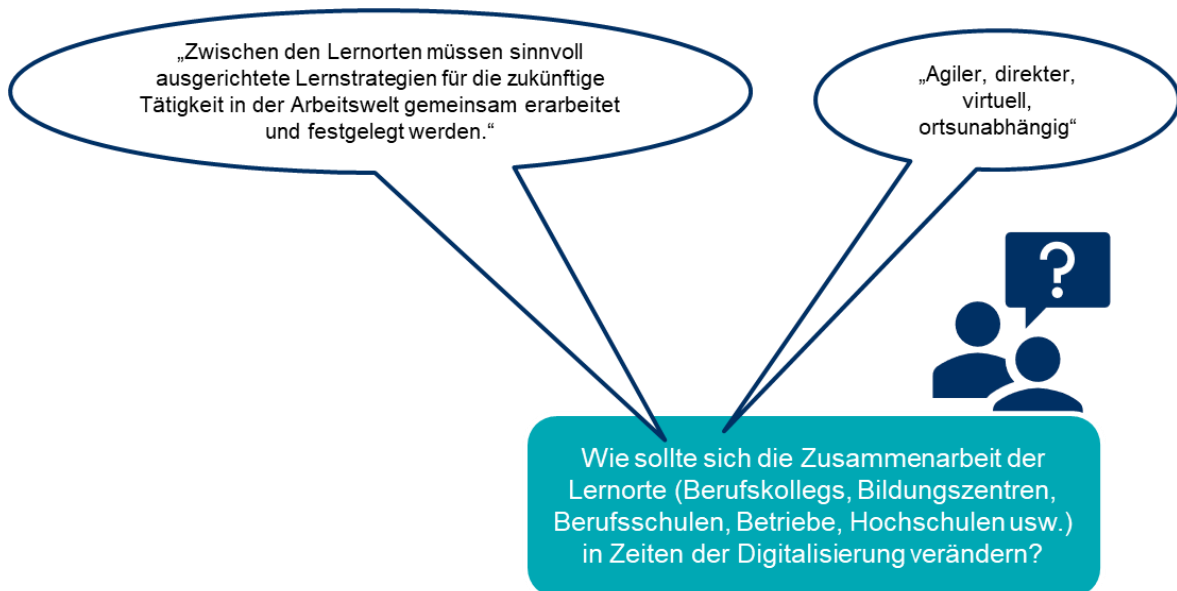 „Zwischen den Lernorten müssen sinnvoll
ausgerichtete Lernstrategien für die zukünftige
Tätigkeit in der Arbeitswelt gemeinsam erarbeitet
und festgelegt werden.“
„Agiler, direkter,
virtuell,
ortsunabhängig“
?
Wie sollte sich die Zusammenarbeit der
Lernorte (Berufskollegs, Bildungszentren,
Berufsschulen, Betriebe, Hochschulen usw.)
in Zeiten der Digitalisierung verändern?